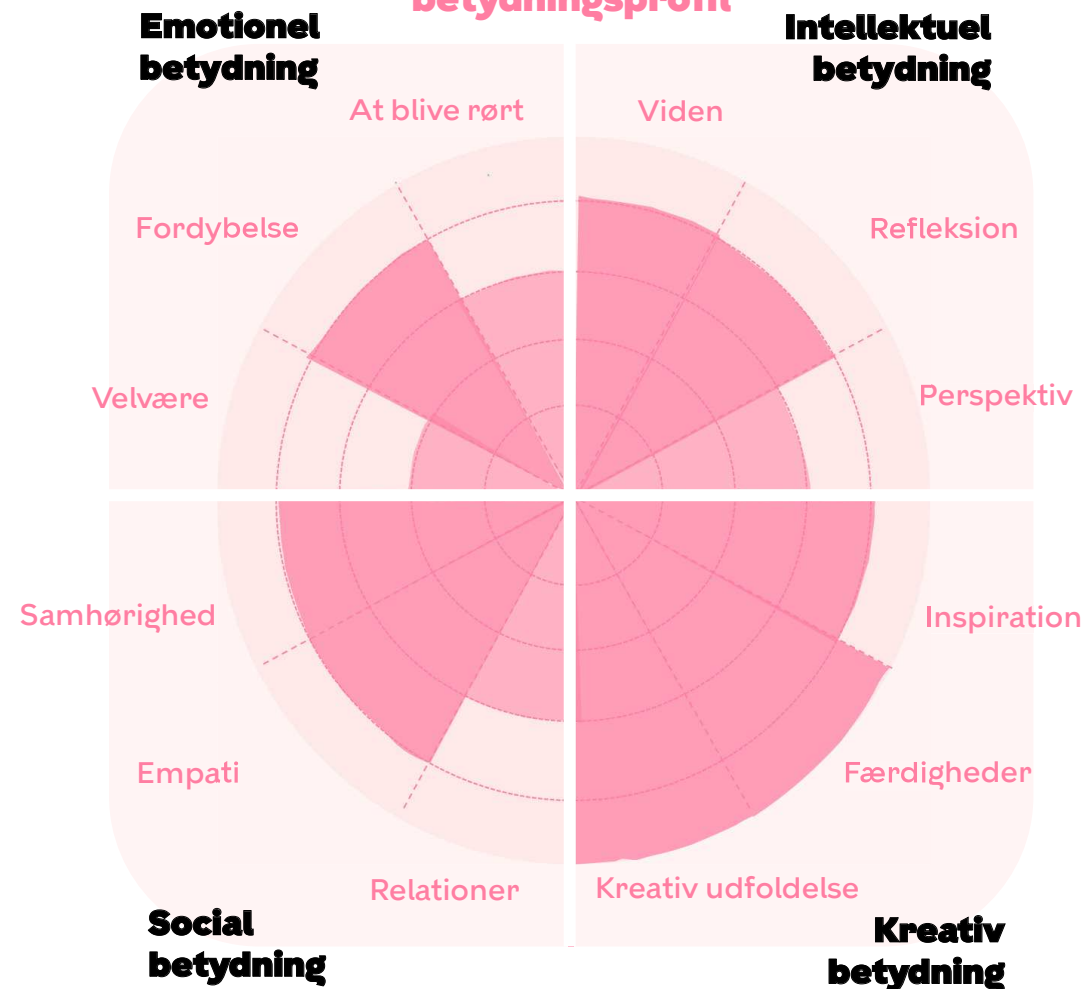 betydningsprofil
Emotionel
betydning
Intellektuel
betydning
At blive rørt
Viden
Fordybelse
Refleksion
Velvære
Perspektiv
Samhørighed
Inspiration
Empati
Færdigheder
Relationer
Kreativ udfoldelse
Social
betydning
Kreativ
betydning